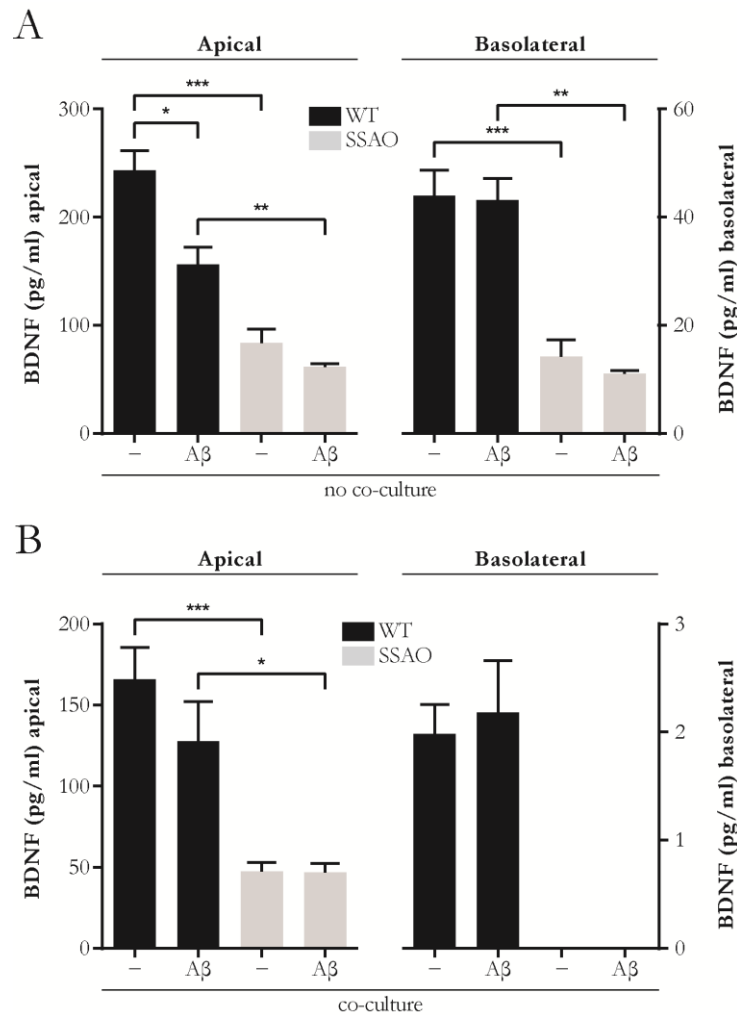 A
Apical
Basolateral
*** 
*
**
**
***
WT
SSAO
300
200
100
0
BDNF (pg/ml) apical
60
40
20
0
BDNF (pg/ml) basolateral
– Aβ – Aβ
– Aβ – Aβ
no co-culture
B
Apical
Basolateral
***
*
WT
SSAO
200
150
100
50
0
BDNF (pg/ml) apical
3
2
1
0
BDNF (pg/ml) basolateral
– Aβ – Aβ
– Aβ – Aβ
co-culture